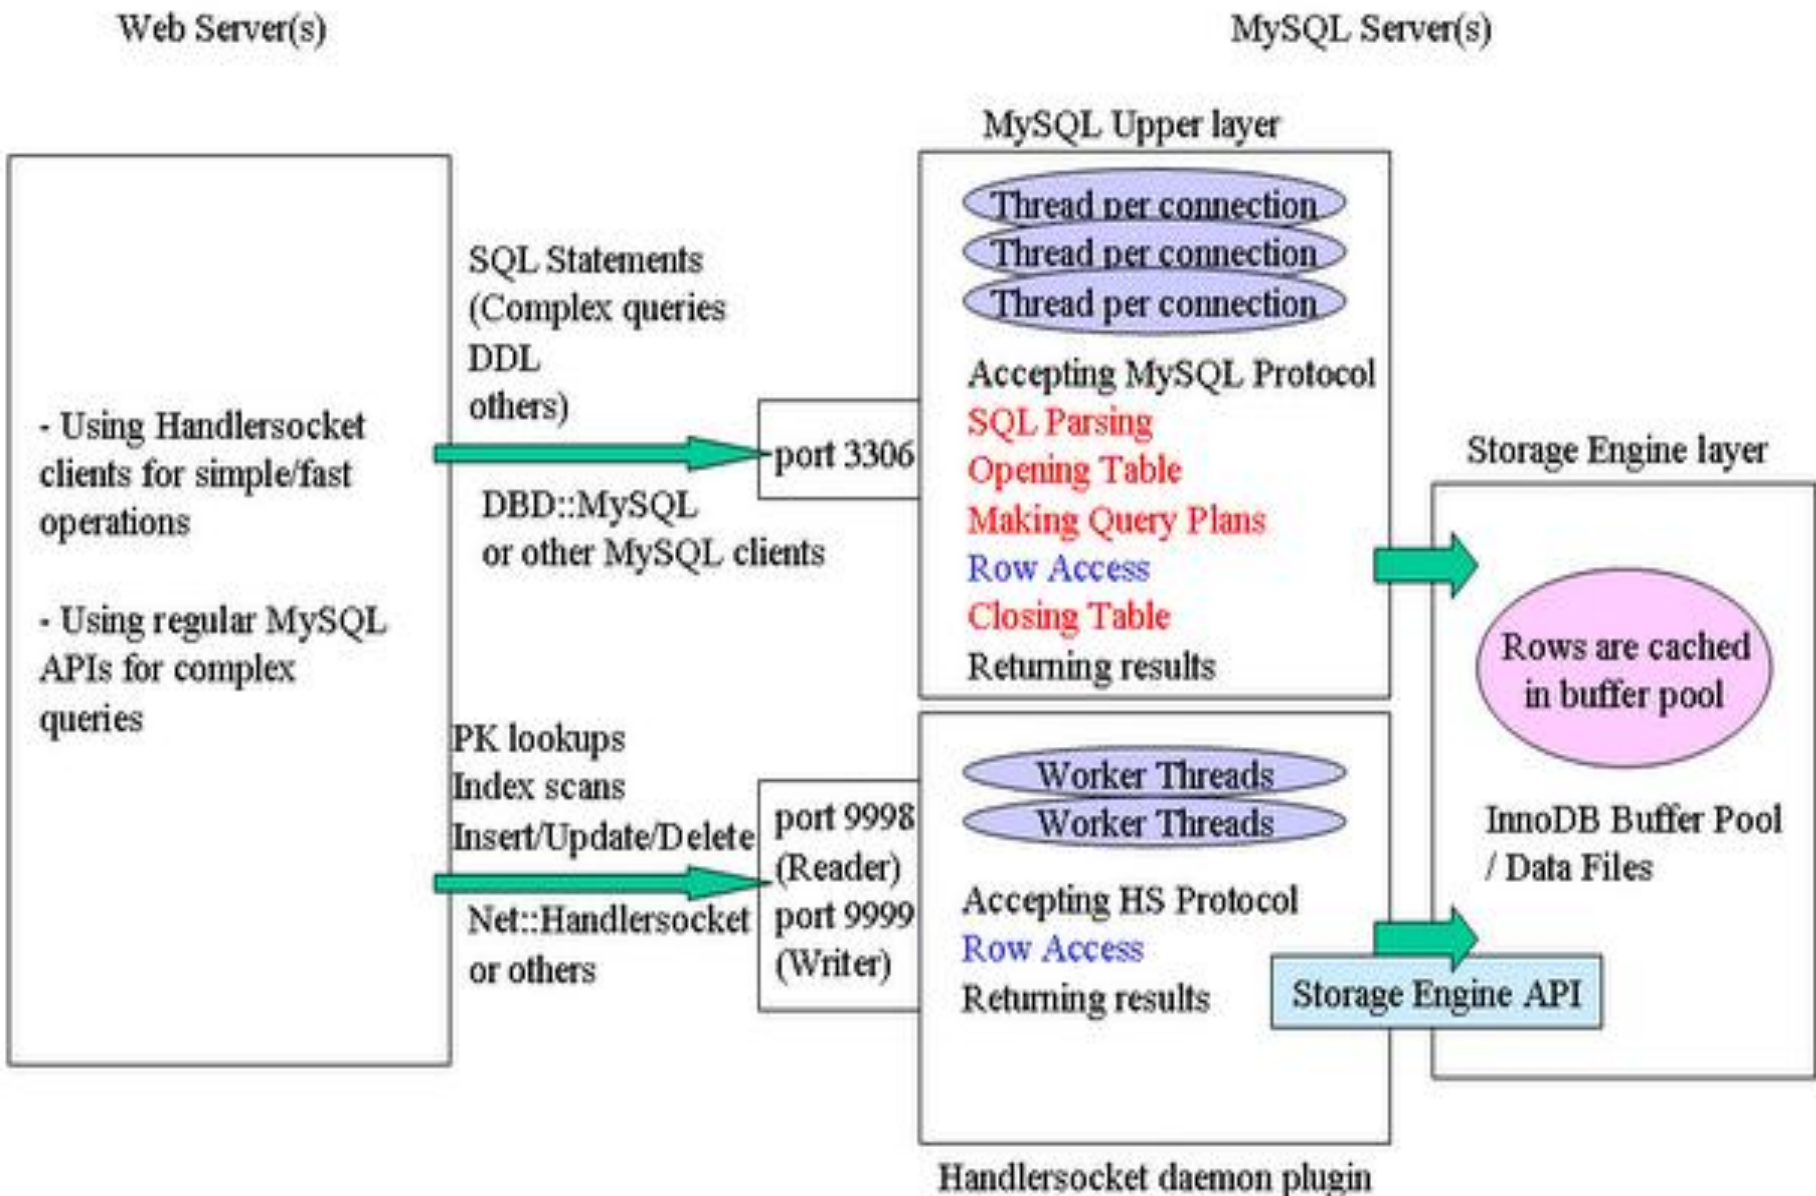 Web Server(s)
MySQL Server(s)
- Using Handlersocket
clients for simple/fast
operations
- Using regular MySQL
APIs for complex
queries
SQL Statements
(Complex queries
DDL
others)
DBD::MySQL
or other MySQL clients
port 3306
PK lookups
Index scans
Insert/Update/Delete
Net::Handlersocket
or others
port 9998
(Reader)
port 9999
(Writer)
MySQL Upper layer
Thread per connection
Thread per connection
Thread per connection
Accepting MySQL Protocol
SQL Parsing
Opening Table
Making Query Plans
Row Access
Closing Table
Returning results
Worker Threads
Worker Threads
Accepting HS Protocol
Row Access
Returning results
Handlersocket daemon plugin
Storage Engine API
Storage Engine layer
Rows are cached
in buffer pool
InnoDB Buffer Pool
/ Data Files